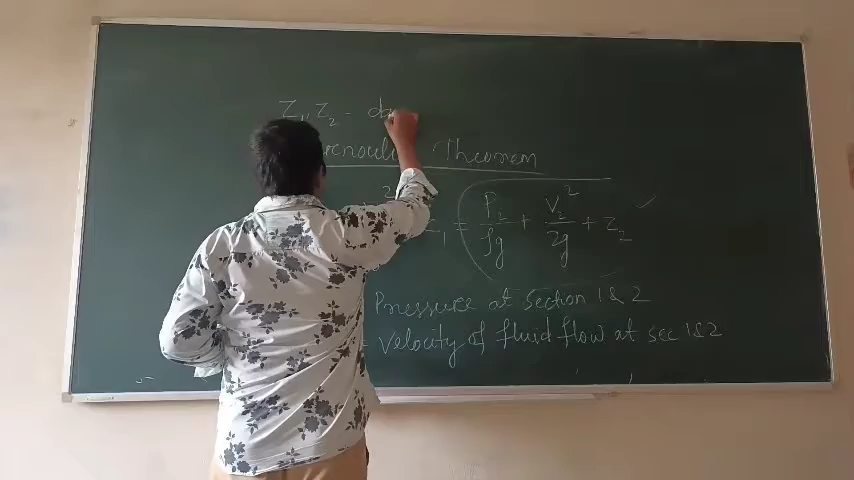 Z₁, Z₂ - da
Theorem
= P₂/ρg + V₂²/2g + Z₂ ✓
Pressure at section 1 & 2
= velocity of fluid flow at sec 1 & 2